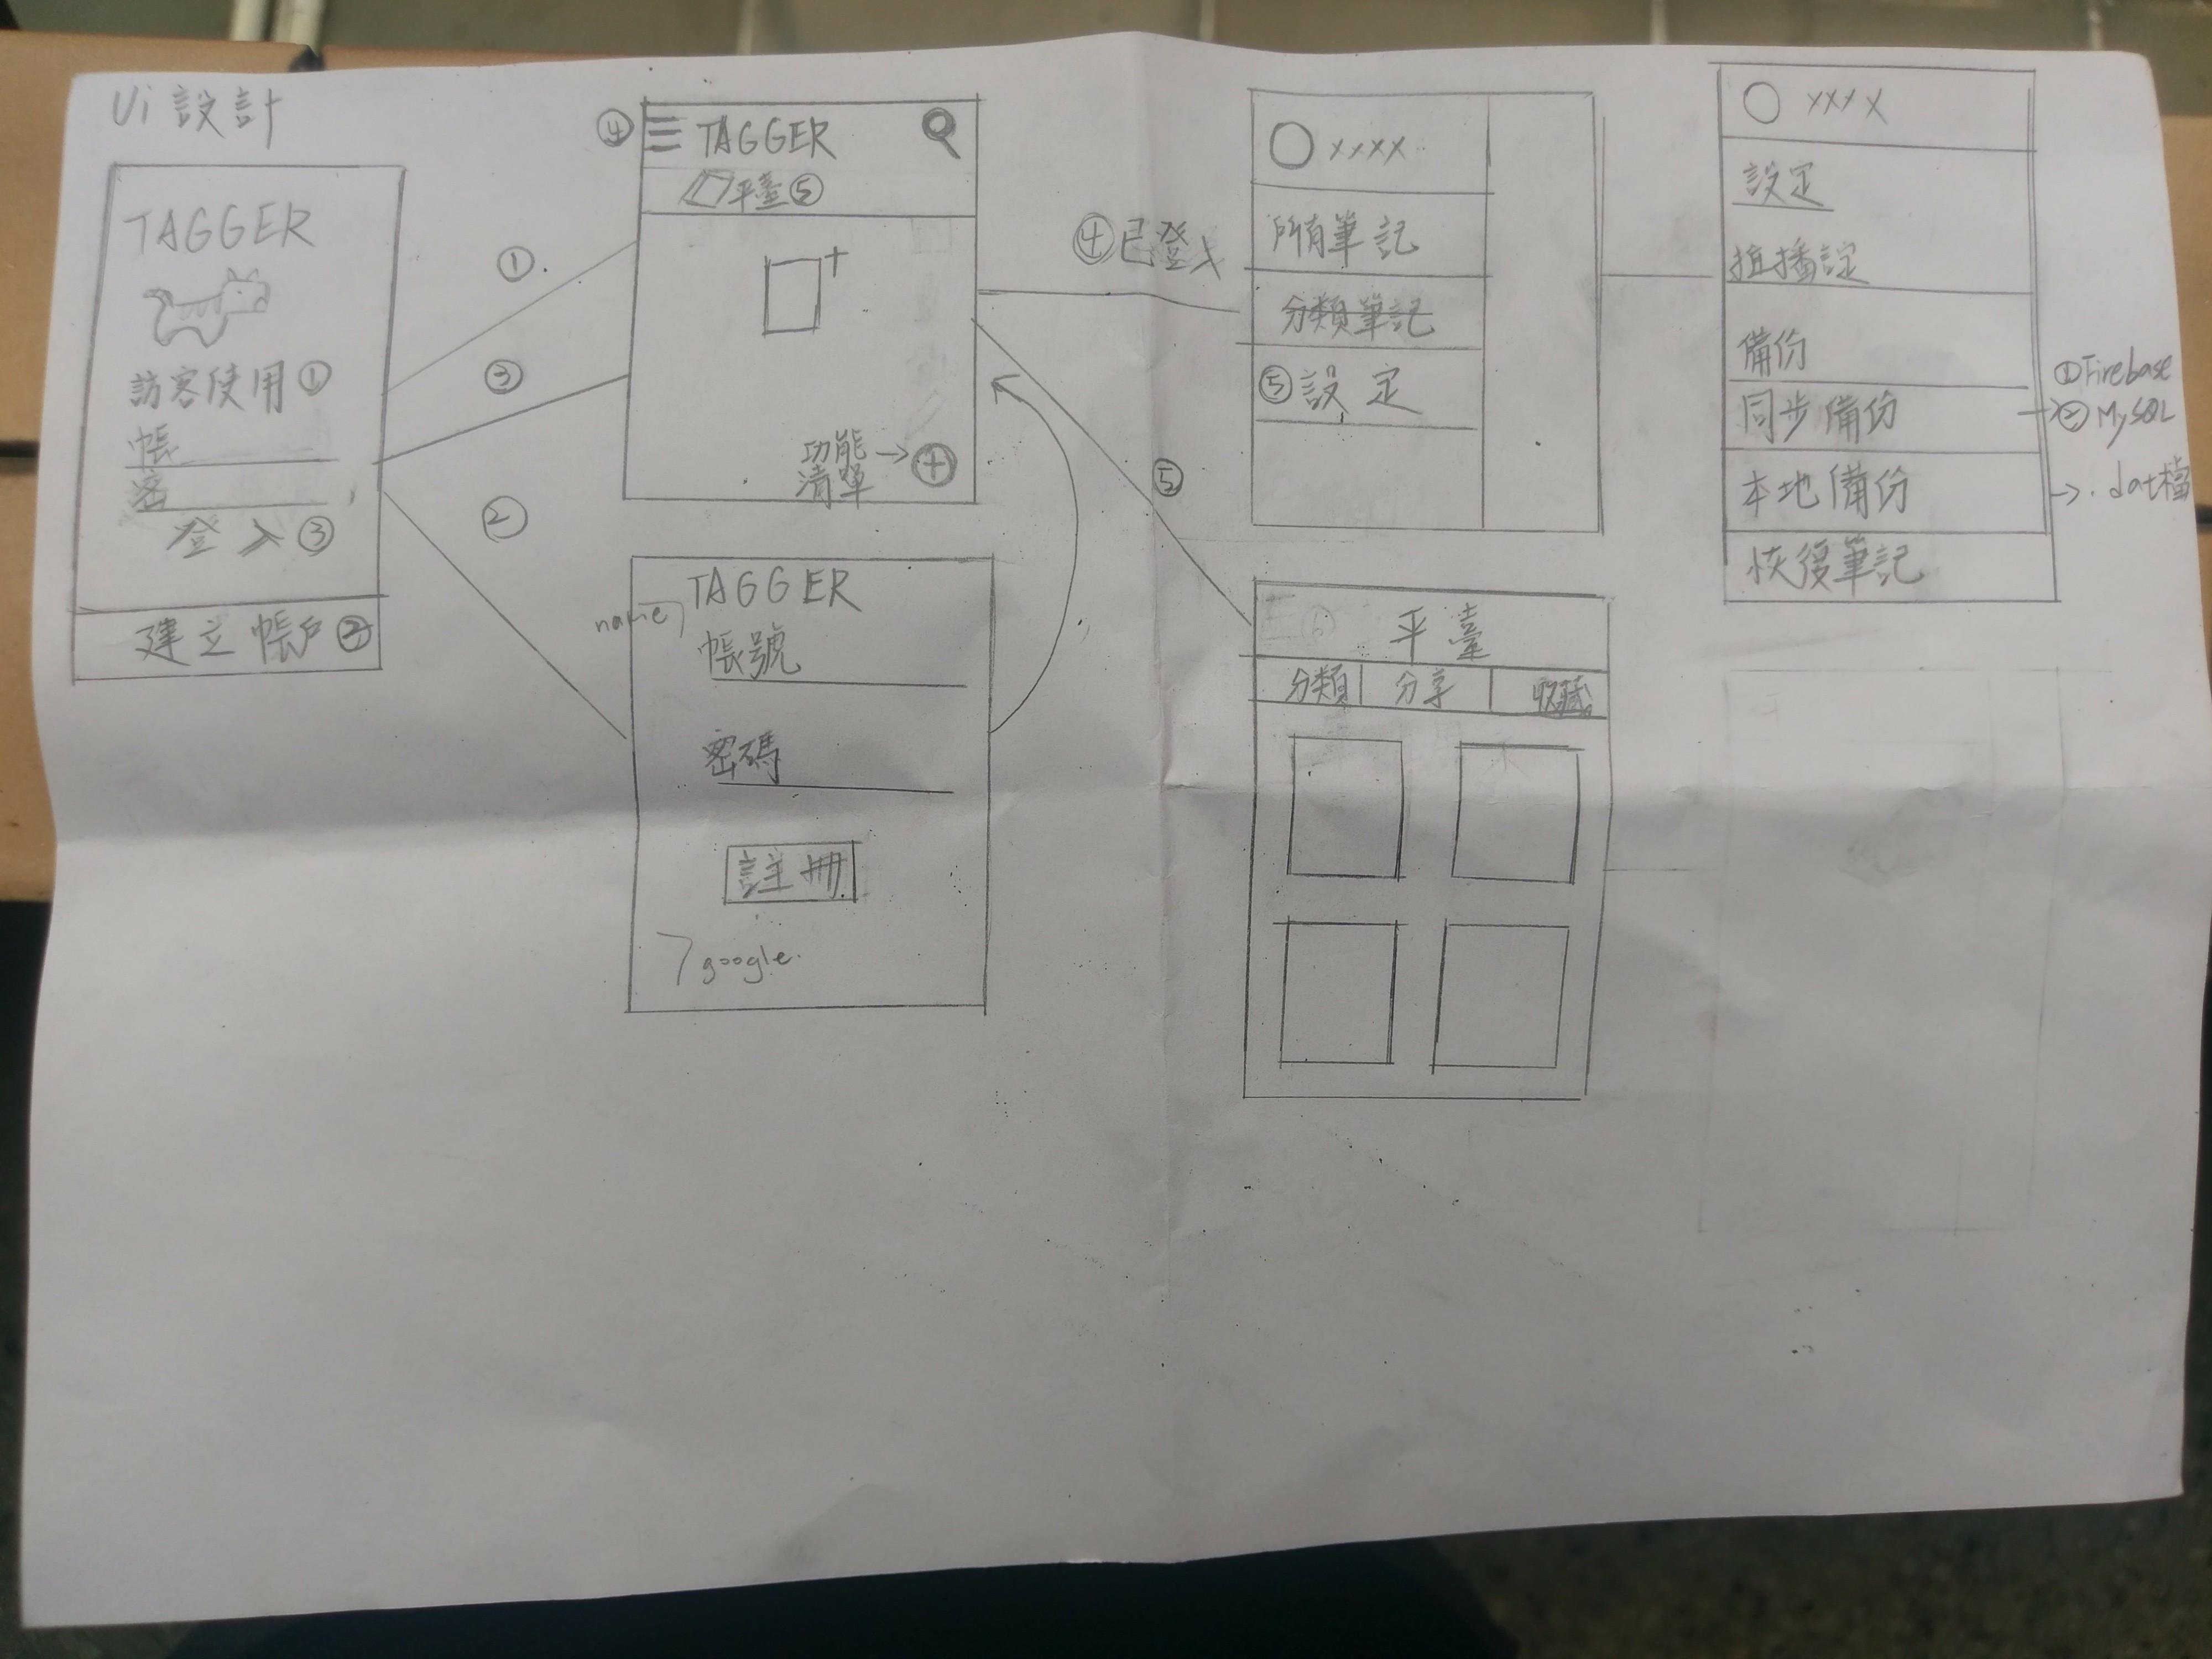 Ui 設計
TAGGER
訪客使用①
帳
密
登入③
建立帳戶②
①
③
②
④
TAGGER
平臺⑤
功能
清單→
name
TAGGER
帳號
密碼
註冊
google.
④已登入
⑤
xxxx
所有筆記
分類筆記
⑤設定
平臺
分類
分享
收藏
xxxx
設定
推播設定
備份
同步備份
①Firebase
→②MySQL
本地備份
→.dat檔
恢復筆記